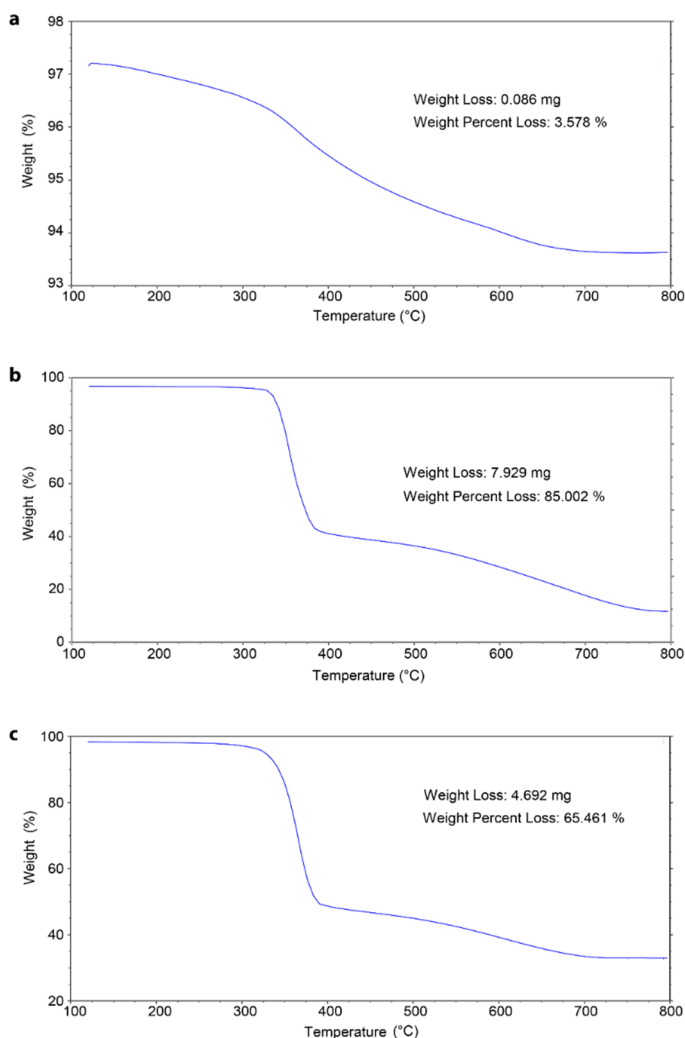 a
98
97
96
95
94
93
Weight (%)
Weight Loss: 0.086 mg
Weight Percent Loss: 3.578 %
100 200 300 400 500 600 700 800
Temperature (°C)
b
100
80
60
40
20
0
Weight (%)
Weight Loss: 7.929 mg
Weight Percent Loss: 85.002 %
100 200 300 400 500 600 700 800
Temperature (°C)
c
100
80
60
40
20
Weight (%)
Weight Loss: 4.692 mg
Weight Percent Loss: 65.461 %
100 200 300 400 500 600 700 800
Temperature (°C)